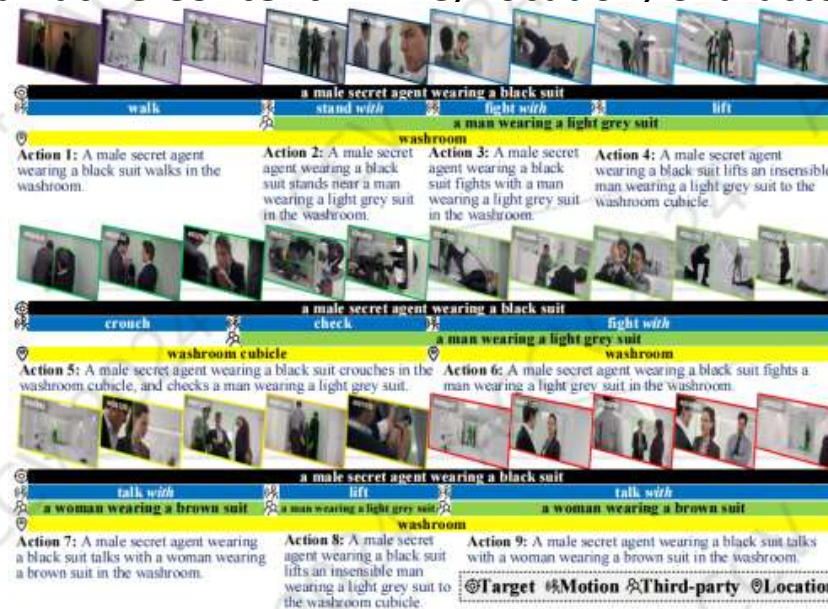 a male secret agent wearing a black suit
walk stand with fight with lift
a man wearing a light grey suit
washroom
Action 1: A male secret agent
wearing a black suit walks in the
washroom.
Action 2: A male secret
agent wearing a black
suit stands near a man
wearing a light grey suit
in the washroom.
Action 3: A male secret
agent wearing a black
suit fights with a man
wearing a light grey suit
in the washroom.
Action 4: A male secret agent
wearing a black suit lifts an insensible
man wearing a light grey suit to the
washroom cubicle.
a male secret agent wearing a black suit
crouch check fight with
a man wearing a light grey suit
washroom cubicle washroom
Action 5: A male secret agent wearing a black suit crouches in the
washroom cubicle, and checks a man wearing a light grey suit.
Action 6: A male secret agent wearing a black suit fights a
man wearing a light grey suit in the washroom.
a male secret agent wearing a black suit
talk with lift talk with
a woman wearing a brown suit a man wearing a light grey suit a woman wearing a brown suit
washroom
Action 7: A male secret agent wearing
a black suit talks with a woman wearing
a brown suit in the washroom.
Action 8: A male secret
agent wearing a black suit
lifts an insensible man
wearing a light grey suit to
the washroom cubicle.
Action 9: A male secret agent wearing a black suit talks
with a woman wearing a brown suit in the washroom.
Target Motion Third-party Location